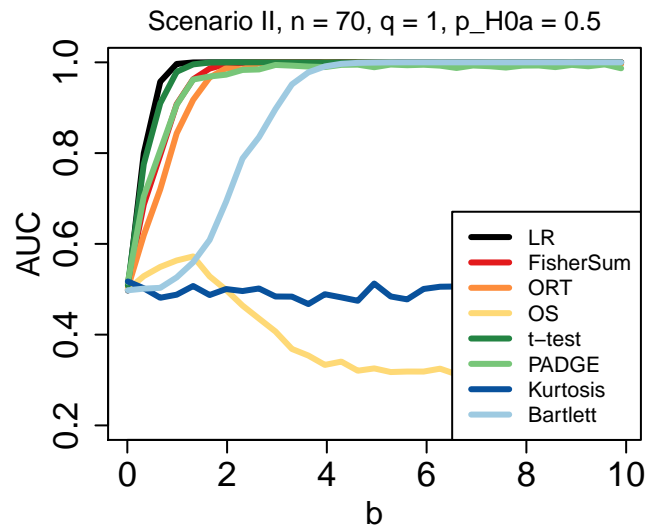 Scenario II, n = 70, q = 1, p_H0a = 0.5
AUC
1.0
0.8
0.6
0.4
0.2
LR
FisherSum
ORT
OS
t−test
PADGE
Kurtosis
Bartlett
0 2 4 6 8 10
b